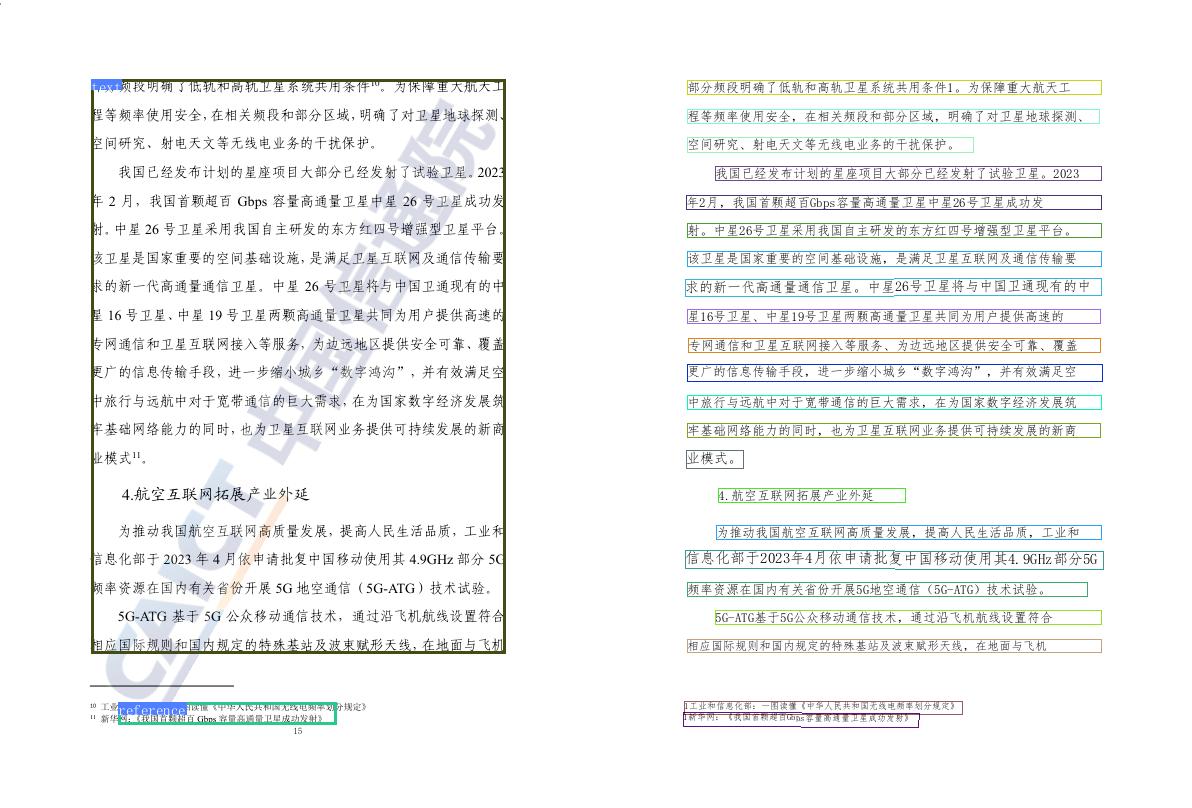 text频段明确了低轨和高轨卫星系统共用条件¹⁰。为保障重大航天工
程等频率使用安全，在相关频段和部分区域，明确了对卫星地球探测、
空间研究、射电天文等无线电业务的干扰保护。
我国已经发布计划的星座项目大部分已经发射了试验卫星。2023
年 2 月，我国首颗超百 Gbps 容量高通量卫星中星 26 号卫星成功发
射。中星 26 号卫星采用我国自主研发的东方红四号增强型卫星平台。
该卫星是国家重要的空间基础设施，是满足卫星互联网及通信传输要
求的新一代高通量通信卫星。中星 26 号卫星将与中国卫通现有的中
星 16 号卫星、中星 19 号卫星两颗高通量卫星共同为用户提供高速的
专网通信和卫星互联网接入等服务，为边远地区提供安全可靠、覆盖
更广的信息传输手段，进一步缩小城乡“数字鸿沟”，并有效满足空
中旅行与远航中对于宽带通信的巨大需求，在为国家数字经济发展筑
牢基础网络能力的同时，也为卫星互联网业务提供可持续发展的新商
业模式¹¹。
4.航空互联网拓展产业外延
为推动我国航空互联网高质量发展，提高人民生活品质，工业和
信息化部于 2023 年 4 月依申请批复中国移动使用其 4.9GHz 部分 5G
频率资源在国内有关省份开展 5G 地空通信（5G-ATG）技术试验。
5G-ATG 基于 5G 公众移动通信技术，通过沿飞机航线设置符合
相应国际规则和国内规定的特殊基站及波束赋形天线，在地面与飞机
CAICT 中国信通院
¹⁰ 工业 reference 读懂《中华人民共和国无线电频率划分规定》
¹¹ 新华网：《我国首颗超百 Gbps 容量高通量卫星成功发射》
15
部分频段明确了低轨和高轨卫星系统共用条件1。为保障重大航天工
程等频率使用安全，在相关频段和部分区域，明确了对卫星地球探测、
空间研究、射电天文等无线电业务的干扰保护。
我国已经发布计划的星座项目大部分已经发射了试验卫星。2023
年2月，我国首颗超百Gbps容量高通量卫星中星26号卫星成功发
射。中星26号卫星采用我国自主研发的东方红四号增强型卫星平台。
该卫星是国家重要的空间基础设施，是满足卫星互联网及通信传输要
求的新一代高通量通信卫星。中星26号卫星将与中国卫通现有的中
星16号卫星、中星19号卫星两颗高通量卫星共同为用户提供高速的
专网通信和卫星互联网接入等服务、为边远地区提供安全可靠、覆盖
更广的信息传输手段，进一步缩小城乡“数字鸿沟”，并有效满足空
中旅行与远航中对于宽带通信的巨大需求，在为国家数字经济发展筑
牢基础网络能力的同时，也为卫星互联网业务提供可持续发展的新商
业模式。
4.航空互联网拓展产业外延
为推动我国航空互联网高质量发展，提高人民生活品质，工业和
信息化部于2023年4月依申请批复中国移动使用其4.9GHz部分5G
频率资源在国内有关省份开展5G地空通信（5G-ATG）技术试验。
5G-ATG基于5G公众移动通信技术，通过沿飞机航线设置符合
相应国际规则和国内规定的特殊基站及波束赋形天线，在地面与飞机
1工业和信息化部：一图读懂《中华人民共和国无线电频率划分规定》
1新华网：《我国首颗超百Gbps容量高通量卫星成功发射》